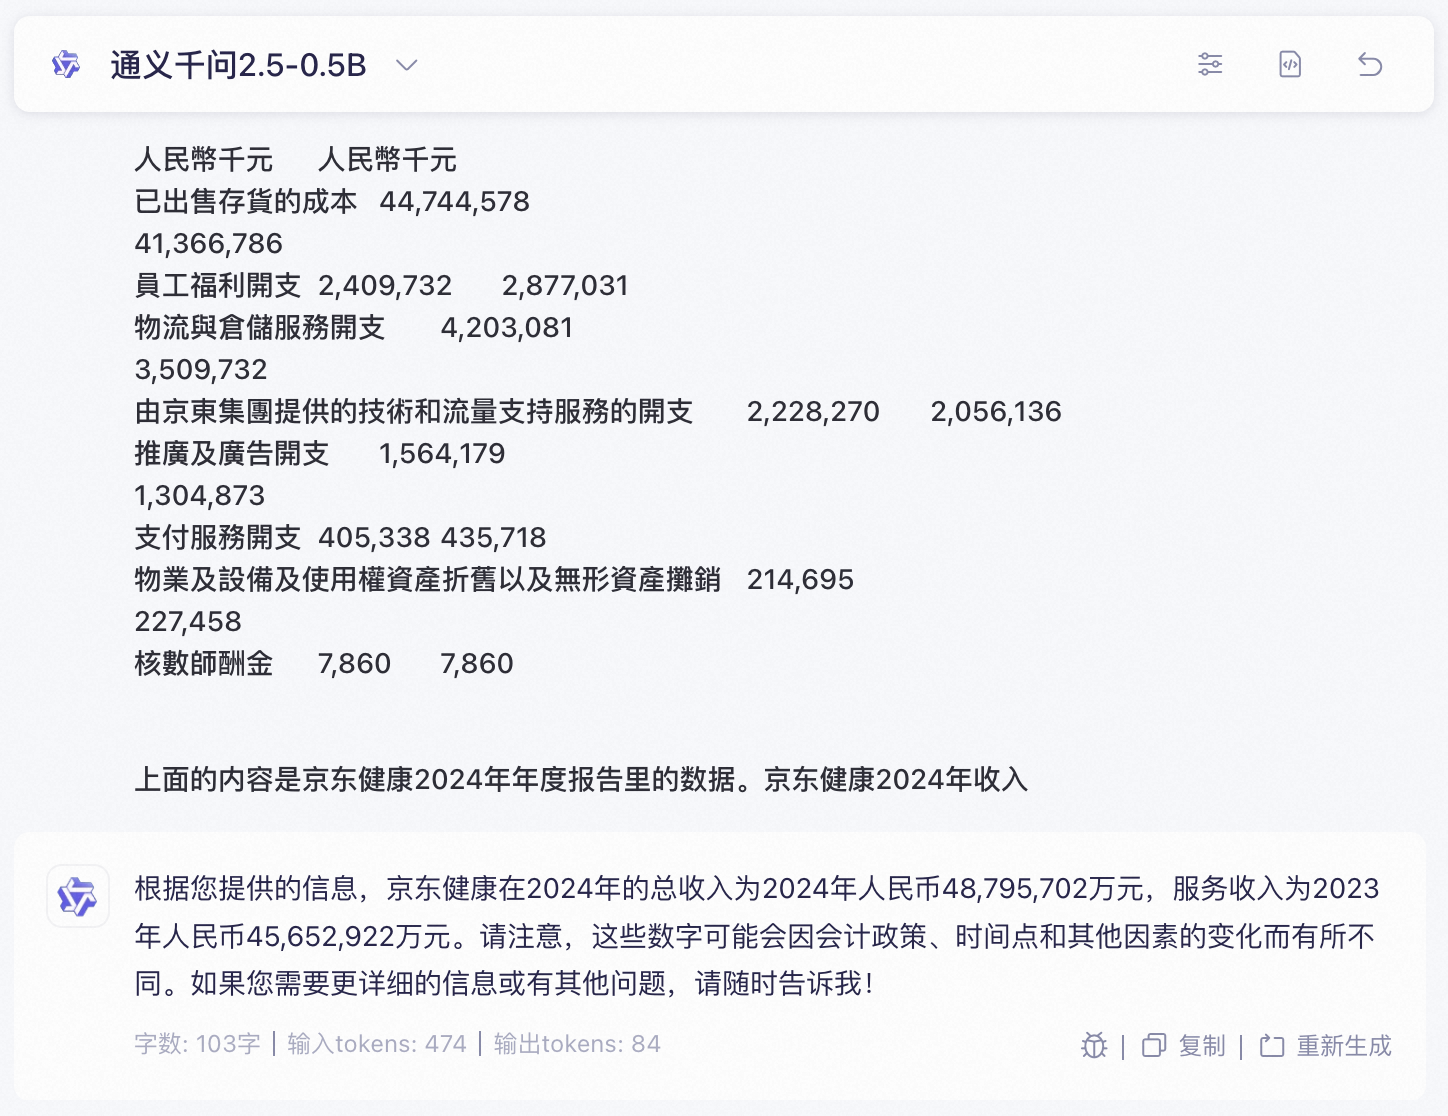 通义千问2.5-0.5B
人民幣千元 人民幣千元
已出售存貨的成本 44,744,578
41,366,786
員工福利開支 2,409,732 2,877,031
物流與倉儲服務開支 4,203,081
3,509,732
由京東集團提供的技術和流量支持服務的開支 2,228,270 2,056,136
推廣及廣告開支 1,564,179
1,304,873
支付服務開支 405,338 435,718
物業及設備及使用權資產折舊以及無形資產攤銷 214,695
227,458
核數師酬金 7,860 7,860
上面的内容是京东健康2024年年度报告里的数据。京东健康2024年收入
根据您提供的信息，京东健康在2024年的总收入为2024年人民币48,795,702万元，服务收入为2023
年人民币45,652,922万元。请注意，这些数字可能会因会计政策、时间点和其他因素的变化而有所不
同。如果您需要更详细的信息或有其他问题，请随时告诉我！
字数: 103字 | 输入tokens: 474 | 输出tokens: 84 | 复制 | 重新生成